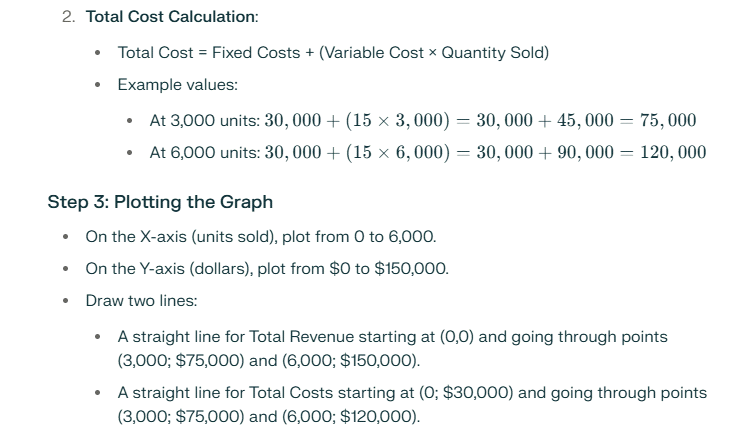 2. Total Cost Calculation:
• Total Cost = Fixed Costs + (Variable Cost × Quantity Sold)
• Example values:
• At 3,000 units: 30,000 + (15 × 3,000) = 30,000 + 45,000 = 75,000
• At 6,000 units: 30,000 + (15 × 6,000) = 30,000 + 90,000 = 120,000
Step 3: Plotting the Graph
• On the X-axis (units sold), plot from 0 to 6,000.
• On the Y-axis (dollars), plot from $0 to $150,000.
• Draw two lines:
• A straight line for Total Revenue starting at (0,0) and going through points
(3,000; $75,000) and (6,000; $150,000).
• A straight line for Total Costs starting at (0; $30,000) and going through points
(3,000; $75,000) and (6,000; $120,000).